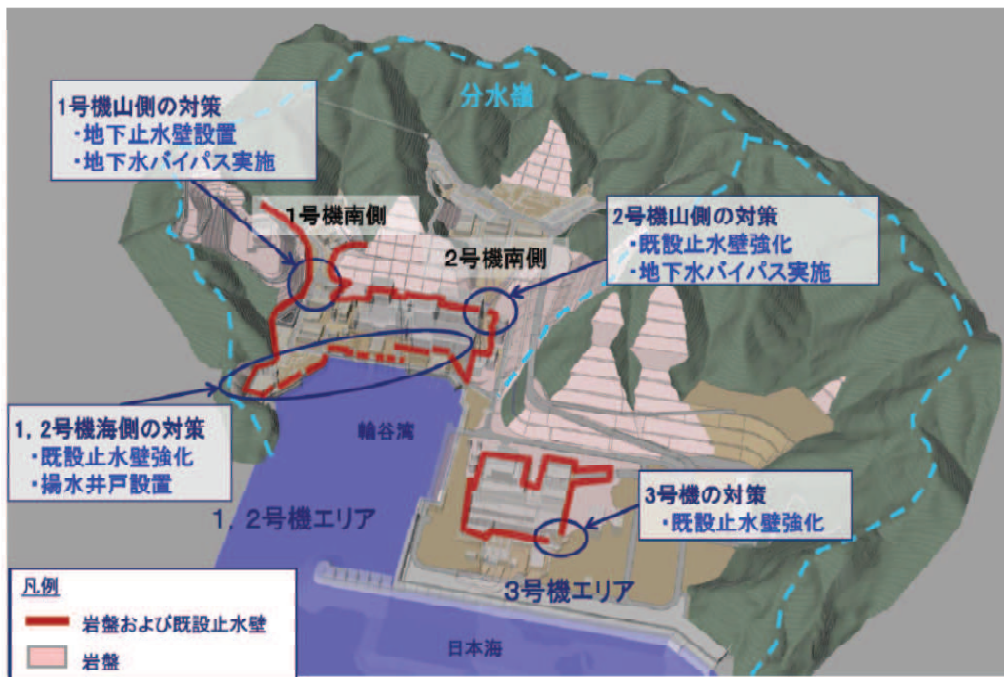 分水嶺
1号機山側の対策
・地下止水壁設置
・地下水バイパス実施
1号機南側
2号機南側
2号機山側の対策
・既設止水壁強化
・地下水バイパス実施
1, 2号機海側の対策
・既設止水壁強化
・揚水井戸設置
輪谷湾
1, 2号機エリア
3号機の対策
・既設止水壁強化
3号機エリア
日本海
凡例
岩盤および既設止水壁
岩盤